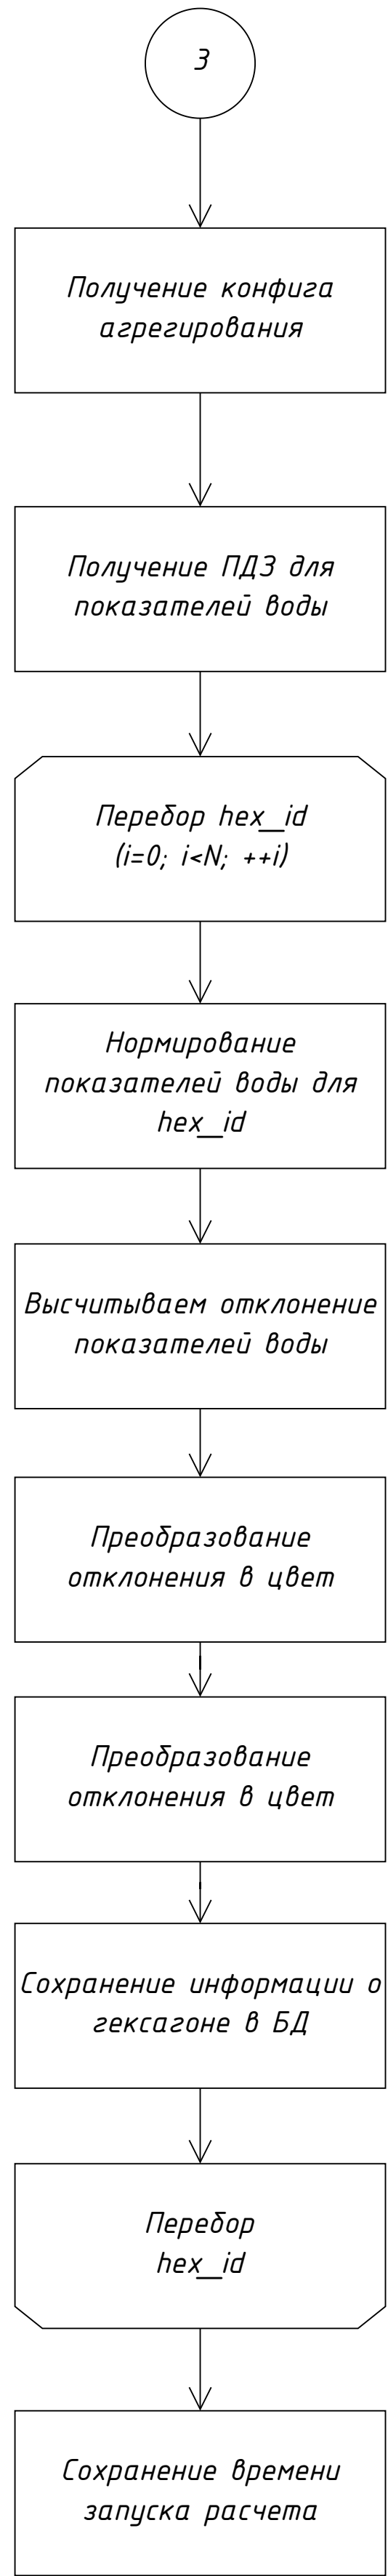 3
Получение конфига
агрегирования
Получение ПДЗ для
показателей воды
Перебор hex_id
(i=0; i<N; ++i)
Нормирование
показателей воды для
hex_id
Высчитываем отклонение
показателей воды
Преобразование
отклонения в цвет
Преобразование
отклонения в цвет
Сохранение информации о
гексагоне в БД
Перебор
hex_id
Сохранение времени
запуска расчета